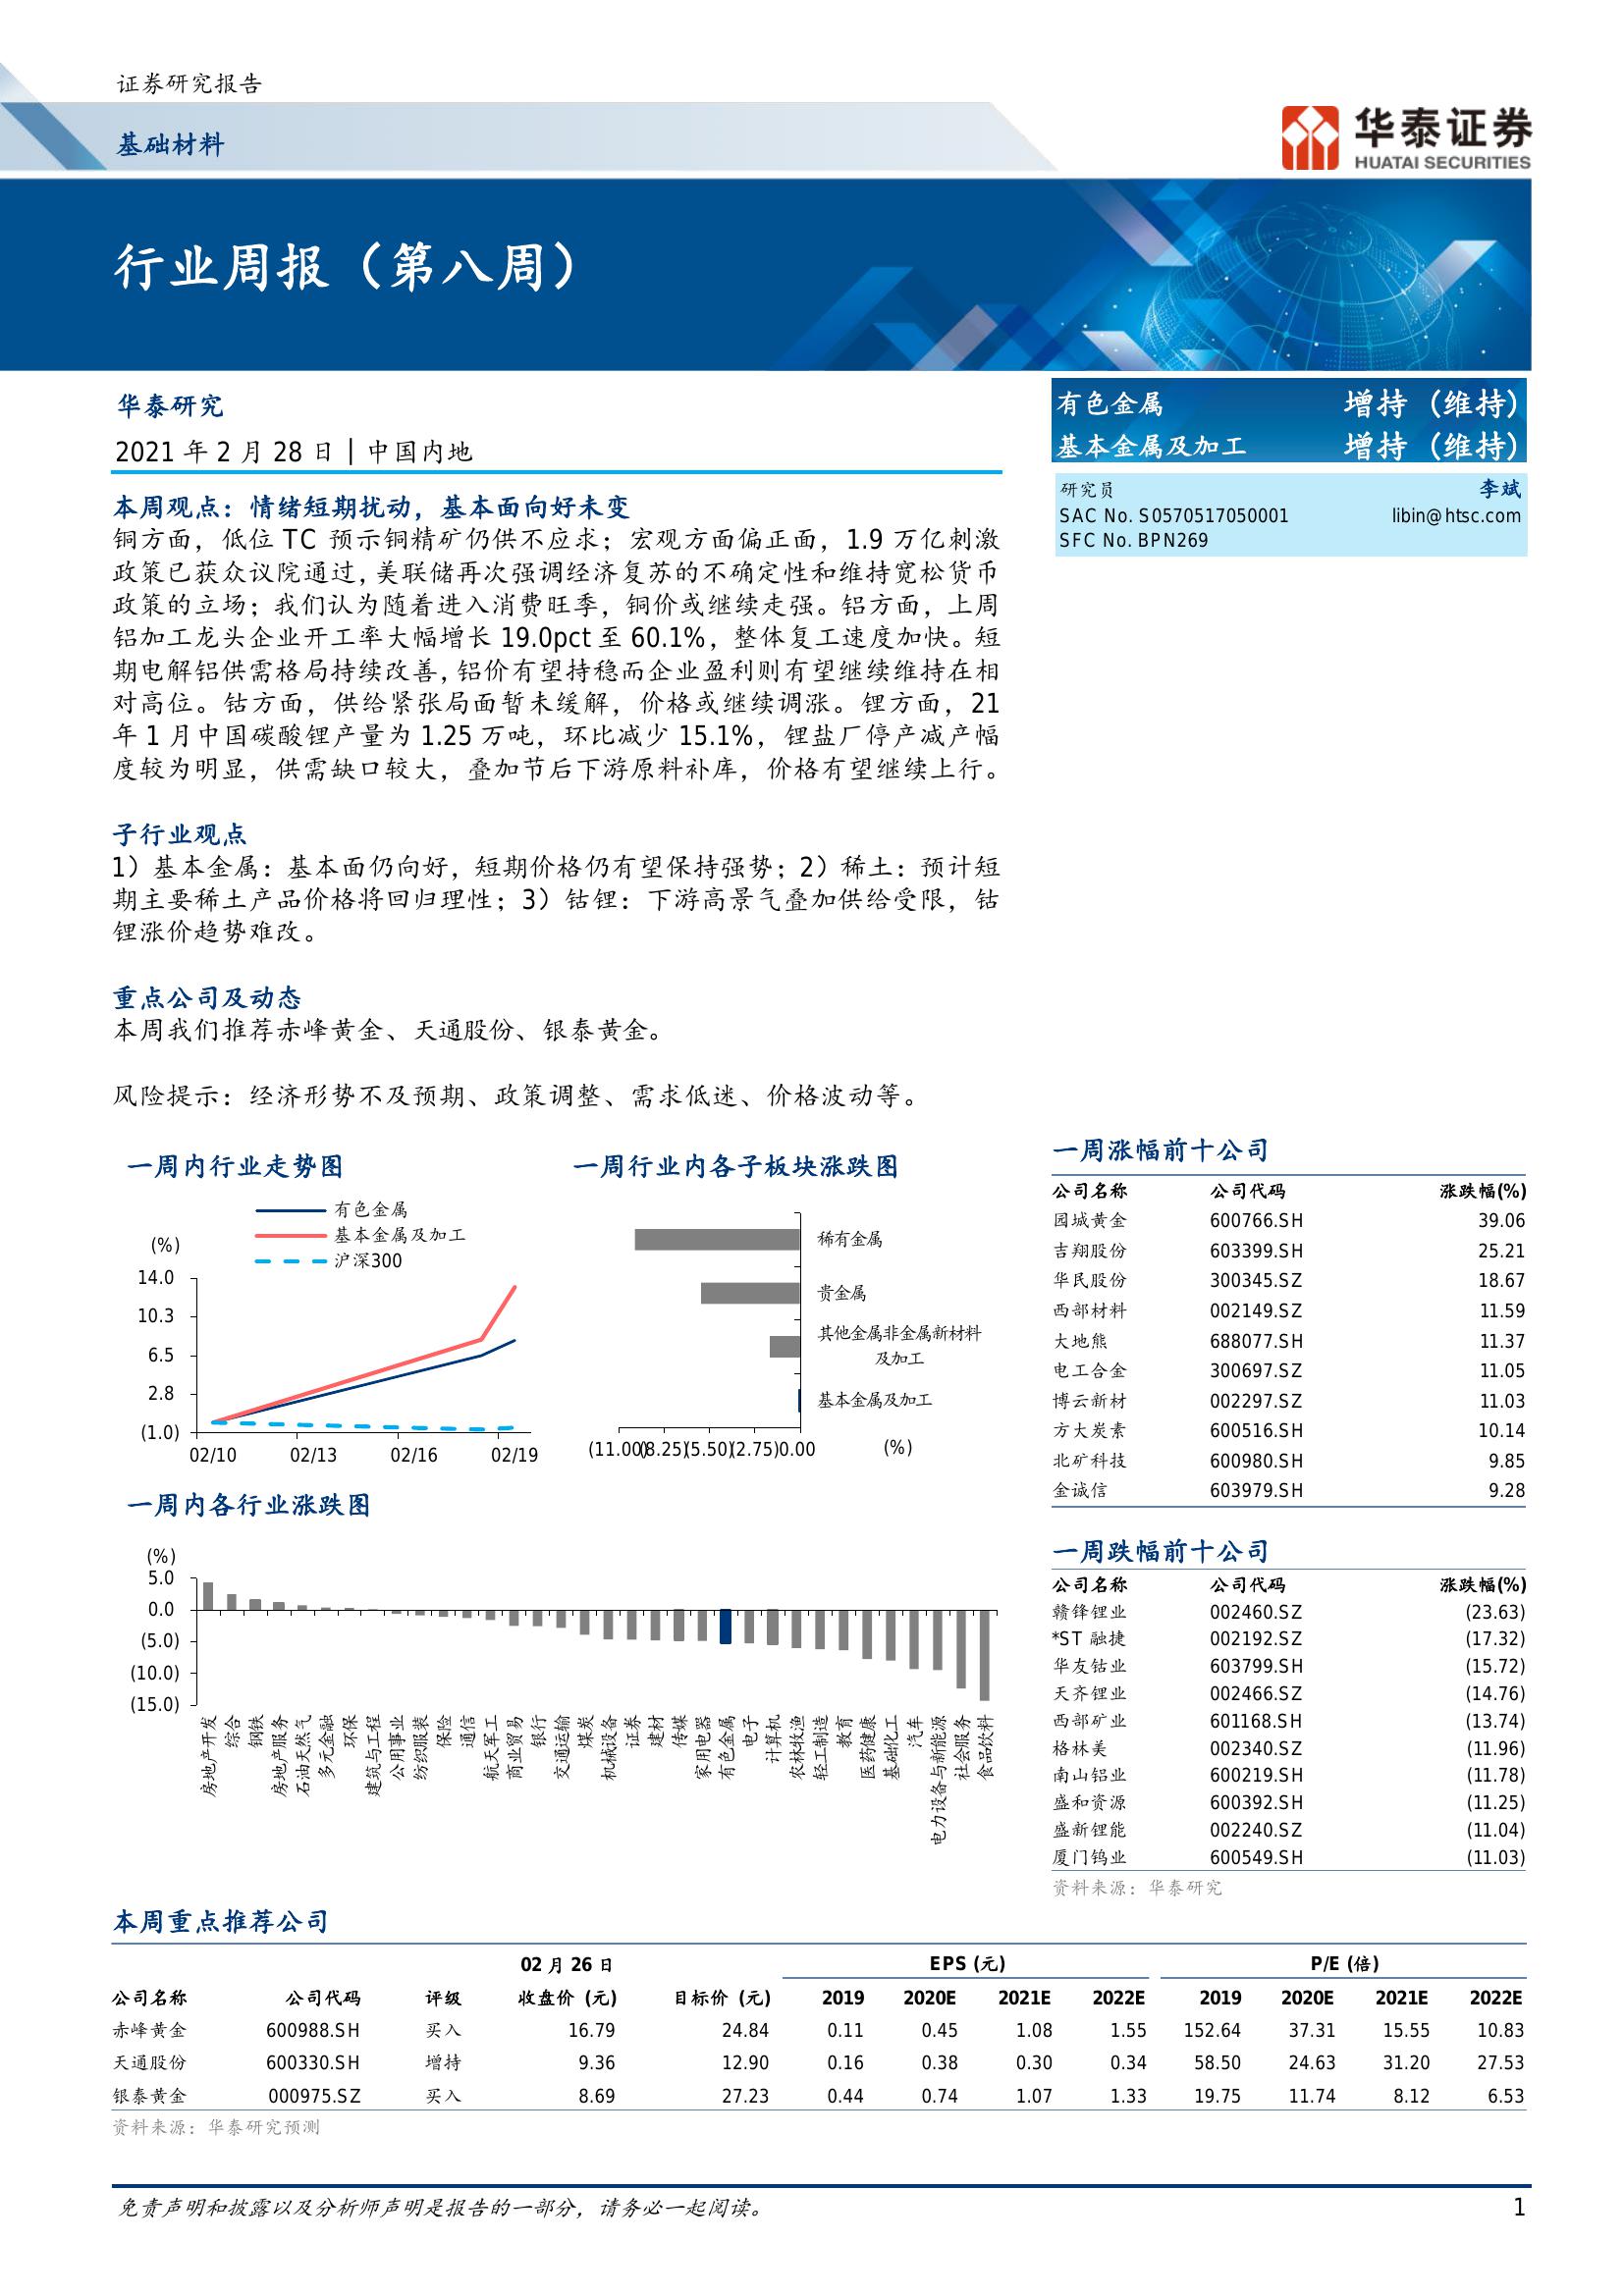 证券研究报告
基础材料
华泰证券
HUATAI SECURITIES
行业周报（第八周）
华泰研究
2021 年 2 月 28 日 | 中国内地
有色金属 增持 (维持)
基本金属及加工 增持 (维持)
研究员 李斌
SAC No. S0570517050001 libin@htsc.com
SFC No. BPN269
本周观点：情绪短期扰动，基本面向好未变
铜方面，低位 TC 预示铜精矿仍供不应求；宏观方面偏正面，1.9 万亿刺激
政策已获众议院通过，美联储再次强调经济复苏的不确定性和维持宽松货币
政策的立场；我们认为随着进入消费旺季，铜价或继续走强。铝方面，上周
铝加工龙头企业开工率大幅增长 19.0pct 至 60.1%，整体复工速度加快。短
期电解铝供需格局持续改善，铝价有望持稳而企业盈利则有望继续维持在相
对高位。钴方面，供给紧张局面暂未缓解，价格或继续调涨。锂方面，21
年 1 月中国碳酸锂产量为 1.25 万吨，环比减少 15.1%，锂盐厂停产减产幅
度较为明显，供需缺口较大，叠加节后下游原料补库，价格有望继续上行。
子行业观点
1）基本金属：基本面仍向好，短期价格仍有望保持强势；2）稀土：预计短
期主要稀土产品价格将回归理性；3）钴锂：下游高景气叠加供给受限，钴
锂涨价趋势难改。
重点公司及动态
本周我们推荐赤峰黄金、天通股份、银泰黄金。
风险提示：经济形势不及预期、政策调整、需求低迷、价格波动等。
一周内行业走势图
有色金属
基本金属及加工
沪深300
(%)
14.0
10.3
6.5
2.8
(1.0)
02/10 02/13 02/16 02/19
一周行业内各子板块涨跌图
稀有金属
贵金属
其他金属非金属新材料
及加工
基本金属及加工
(11.00)(8.25)(5.50)(2.75)0.00 (%)
一周内各行业涨跌图
(%)
5.0
0.0
(5.0)
(10.0)
(15.0)
房地产开发 综合 钢铁 房地产服务 石油天然气 多元金融 环保 建筑与工程 公用事业 纺织服装 保险 通信 航天军工 商业贸易 银行 交通运输 煤炭 机械设备 证券 建材 传媒 家用电器 有色金属 电子 计算机 农林牧渔 轻工制造 教育 医药健康 基础化工 汽车 电力设备与新能源 社会服务 食品饮料
一周涨幅前十公司
公司名称 公司代码 涨跌幅(%)
园城黄金 600766.SH 39.06
吉翔股份 603399.SH 25.21
华民股份 300345.SZ 18.67
西部材料 002149.SZ 11.59
大地熊 688077.SH 11.37
电工合金 300697.SZ 11.05
博云新材 002297.SZ 11.03
方大炭素 600516.SH 10.14
北矿科技 600980.SH 9.85
金诚信 603979.SH 9.28
一周跌幅前十公司
公司名称 公司代码 涨跌幅(%)
赣锋锂业 002460.SZ (23.63)
*ST 融捷 002192.SZ (17.32)
华友钴业 603799.SH (15.72)
天齐锂业 002466.SZ (14.76)
西部矿业 601168.SH (13.74)
格林美 002340.SZ (11.96)
南山铝业 600219.SH (11.78)
盛和资源 600392.SH (11.25)
盛新锂能 002240.SZ (11.04)
厦门钨业 600549.SH (11.03)
资料来源：华泰研究
本周重点推荐公司
02 月 26 日 EPS (元) P/E (倍)
公司名称 公司代码 评级 收盘价 (元) 目标价 (元) 2019 2020E 2021E 2022E 2019 2020E 2021E 2022E
赤峰黄金 600988.SH 买入 16.79 24.84 0.11 0.45 1.08 1.55 152.64 37.31 15.55 10.83
天通股份 600330.SH 增持 9.36 12.90 0.16 0.38 0.30 0.34 58.50 24.63 31.20 27.53
银泰黄金 000975.SZ 买入 8.69 27.23 0.44 0.74 1.07 1.33 19.75 11.74 8.12 6.53
资料来源：华泰研究预测
免责声明和披露以及分析师声明是报告的一部分，请务必一起阅读。 1